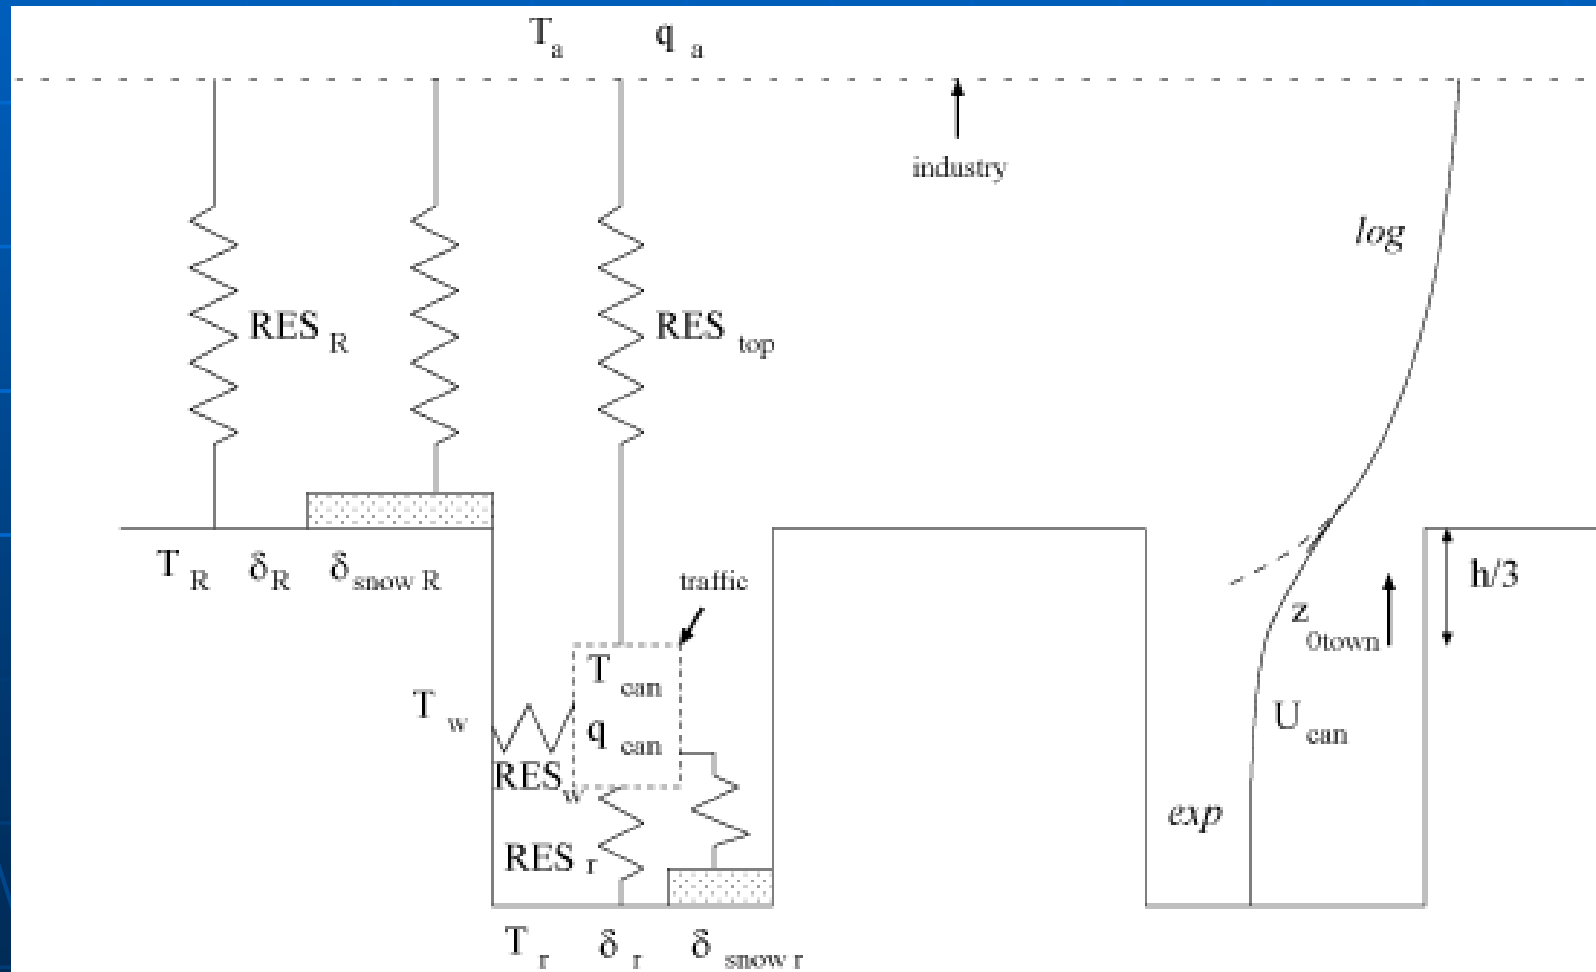 T a q a
industry
log
RES R RES top
T R δ R δ snow R
traffic
h/3
z 0town
T can
T w
U can
q can
RES w
exp
RES r
T r δ r δ snow r